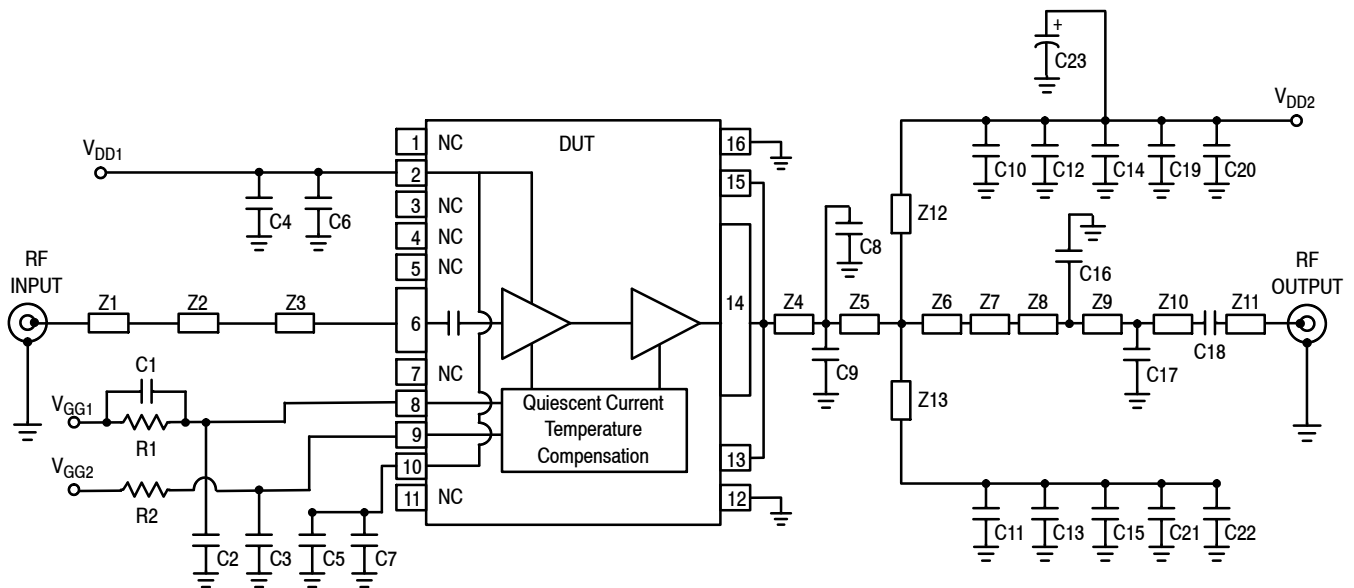 +
C23
V_DD2
V_DD1
1 NC
DUT
16
2
15
C10 C12 C14 C19 C20
3 NC
C4 C6
Z12
4 NC
C8
5 NC
C16
RF
INPUT
RF
OUTPUT
Z1 Z2 Z3
6
14
Z4 Z5 Z6 Z7 Z8 Z9 Z10 Z11
C18
7 NC
C9
C17
C1
V_GG1
R1
8
Quiescent Current
Temperature
Compensation
Z13
9
V_GG2
R2
10
13
11 NC
12
C2 C3 C5 C7
C11 C13 C15 C21 C22